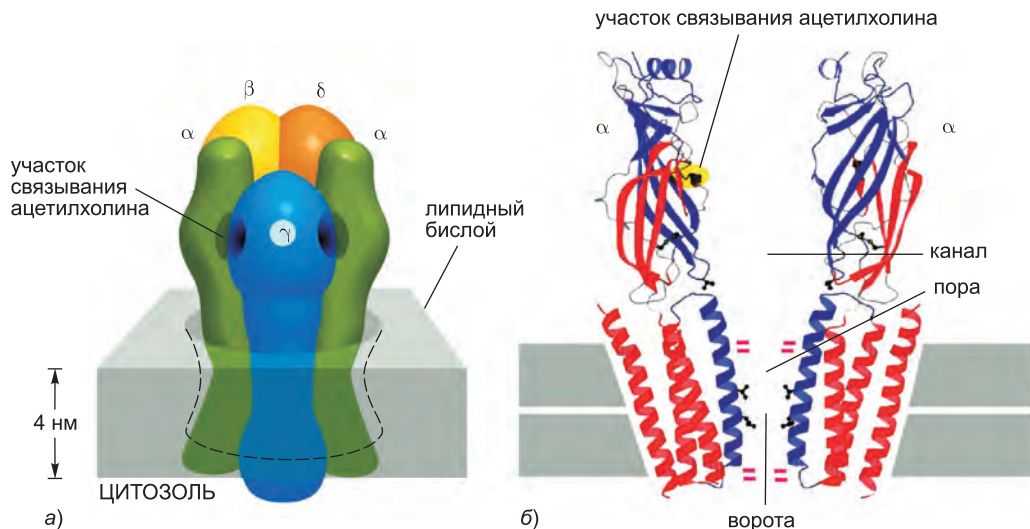 β
δ
α
α
участок
связывания
ацетилхолина
γ
липидный
бислой
4 нм
ЦИТОЗОЛЬ
а)
участок связывания ацетилхолина
α
α
канал
пора
ворота
б)